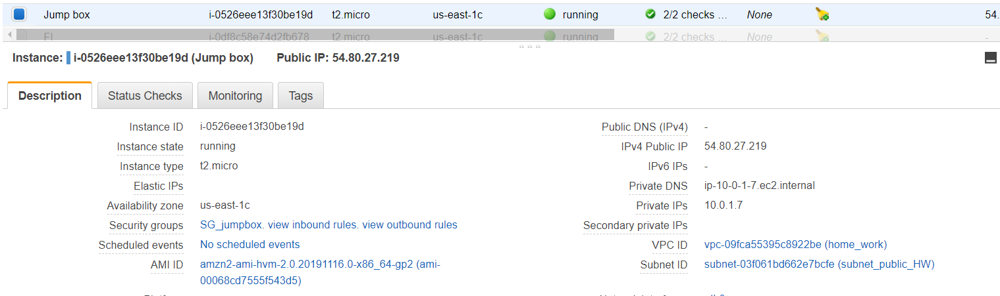 Jump box i-0526eee13f30be19d t2.micro us-east-1c running 2/2 checks ... None 54.
i-0df8c58e74d2fb678 t2.micro us-east-1c running 2/2 checks ... None -
Instance: i-0526eee13f30be19d (Jump box) Public IP: 54.80.27.219
Description Status Checks Monitoring Tags
Instance ID i-0526eee13f30be19d Public DNS (IPv4) -
Instance state running IPv4 Public IP 54.80.27.219
Instance type t2.micro IPv6 IPs -
Elastic IPs Private DNS ip-10-0-1-7.ec2.internal
Availability zone us-east-1c Private IPs 10.0.1.7
Security groups SG_jumpbox. view inbound rules. view outbound rules Secondary private IPs
Scheduled events No scheduled events VPC ID vpc-09fca55395c8922be (home_work)
AMI ID amzn2-ami-hvm-2.0.20191116.0-x86_64-gp2 (ami-00068cd7555f543d5) Subnet ID subnet-03f061bd662e7bcfe (subnet_public_HW)